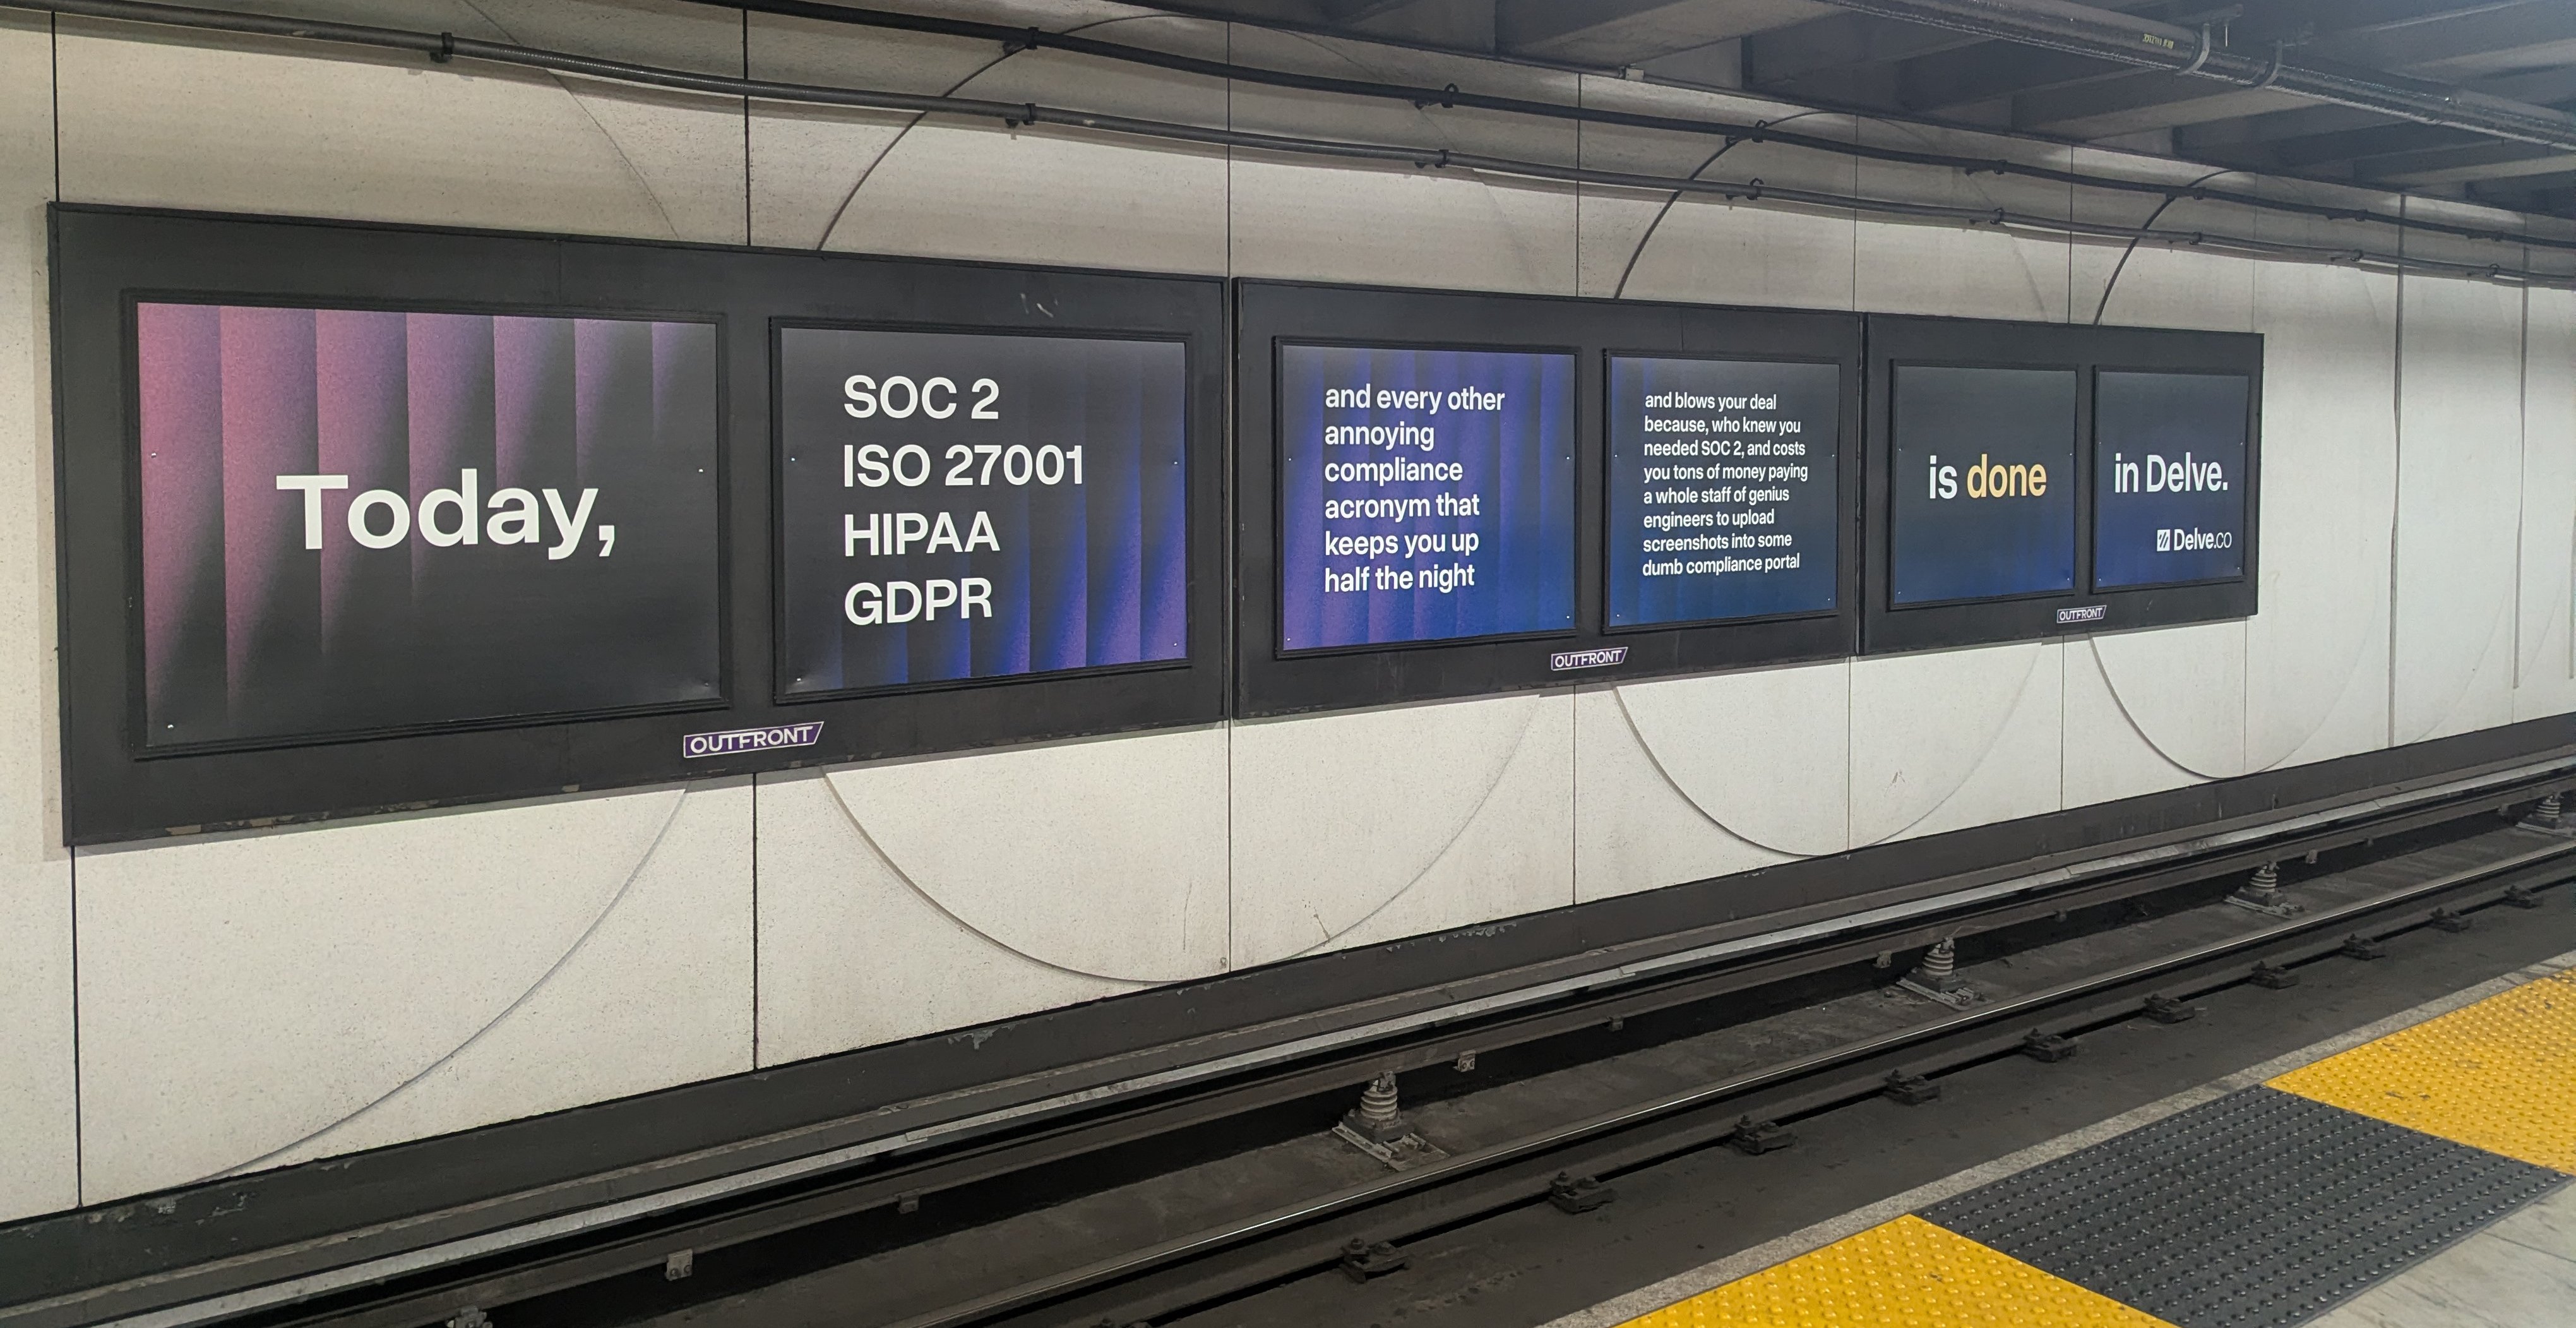 Today,
SOC 2
ISO 27001
HIPAA
GDPR
and every other
annoying
compliance
acronym that
keeps you up
half the night
and blows your deal
because, who knew you
needed SOC 2, and costs
you tons of money paying
a whole staff of genius
engineers to upload
screenshots into some
dumb compliance portal
is done
in Delve.
Delve.co
OUTFRONT
OUTFRONT
OUTFRONT